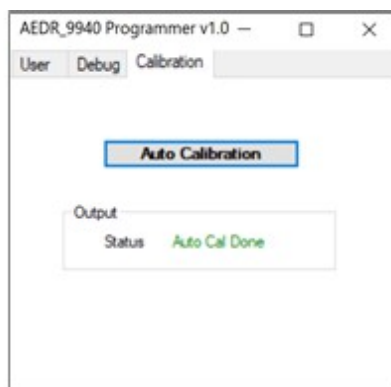 AEDR_9940 Programmer v1.0
User Debug Calibration
Auto Calibration
Output
Status Auto Cal Done